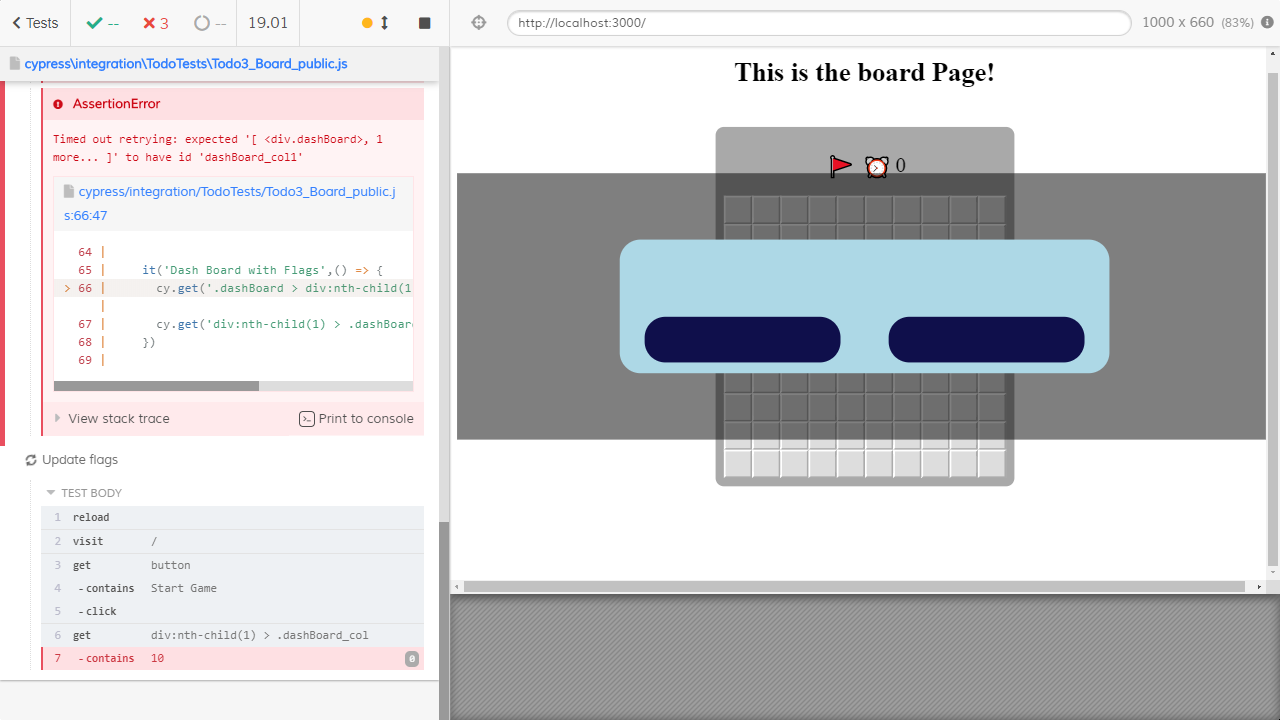 Tests
--
3
--
19.01
http://localhost:3000/
1000 x 660 (83%)
cypress\integration\TodoTests\Todo3_Board_public.js
AssertionError
Timed out retrying: expected '[ <div.dashBoard>, 1
more... ]' to have id 'dashBoard_col1'
cypress/integration/TodoTests/Todo3_Board_public.j
s:66:47
64 |
65 | it('Dash Board with Flags',() => {
> 66 | cy.get('.dashBoard > div:nth-child(1
|
67 | cy.get('div:nth-child(1) > .dashBoar
68 | })
69 |
View stack trace
Print to console
Update flags
TEST BODY
1 reload
2 visit /
3 get button
4 -contains Start Game
5 -click
6 get div:nth-child(1) > .dashBoard_col
7 -contains 10 0
This is the board Page!
0